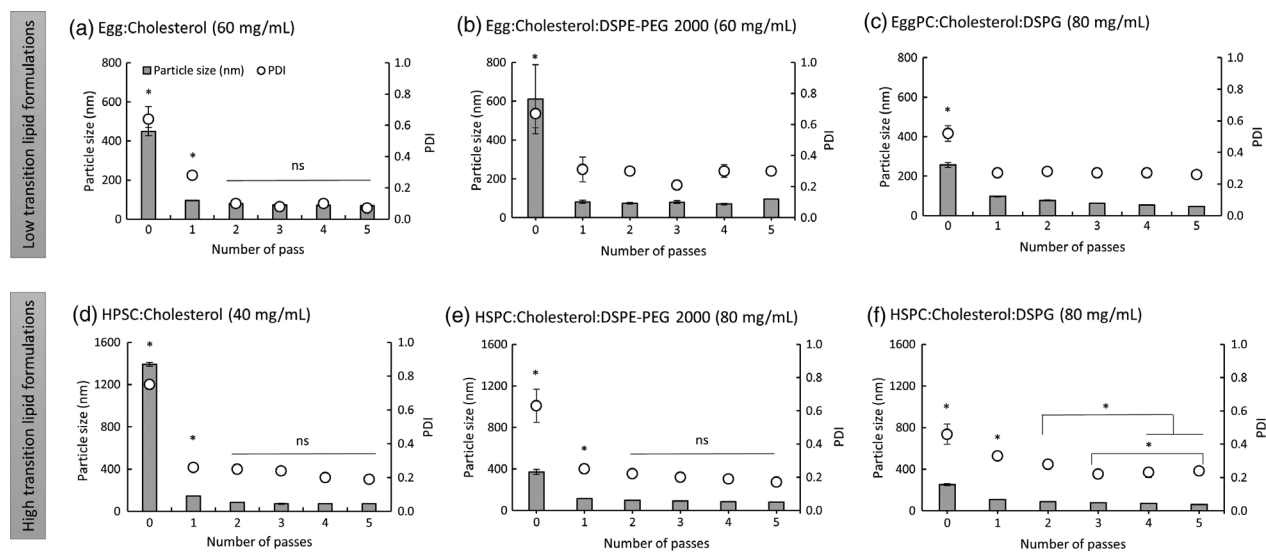 Low transition lipid formulations
(a) Egg:Cholesterol (60 mg/mL)
Particle size (nm)
PDI
800
600
400
200
0
1.0
0.8
0.6
0.4
0.2
0.0
*
*
ns
0 1 2 3 4 5
Number of pass
Particle size (nm)
PDI
(b) Egg:Cholesterol:DSPE-PEG 2000 (60 mg/mL)
800
600
400
200
0
1.0
0.8
0.6
0.4
0.2
0.0
*
0 1 2 3 4 5
Number of passes
Particle size (nm)
PDI
(c) EggPC:Cholesterol:DSPG (80 mg/mL)
800
600
400
200
0
1.0
0.8
0.6
0.4
0.2
0.0
*
0 1 2 3 4 5
Number of passes
Particle size (nm)
PDI
High transition lipid formulations
(d) HPSC:Cholesterol (40 mg/mL)
1600
1200
800
400
0
1.0
0.8
0.6
0.4
0.2
0.0
*
*
ns
0 1 2 3 4 5
Number of passes
Particle size (nm)
PDI
(e) HSPC:Cholesterol:DSPE-PEG 2000 (80 mg/mL)
1600
1200
800
400
0
1.0
0.8
0.6
0.4
0.2
0.0
*
*
ns
0 1 2 3 4 5
Number of passes
Particle size (nm)
PDI
(f) HSPC:Cholesterol:DSPG (80 mg/mL)
1600
1200
800
400
0
1.0
0.8
0.6
0.4
0.2
0.0
*
*
*
*
0 1 2 3 4 5
Number of passes
Particle size (nm)
PDI